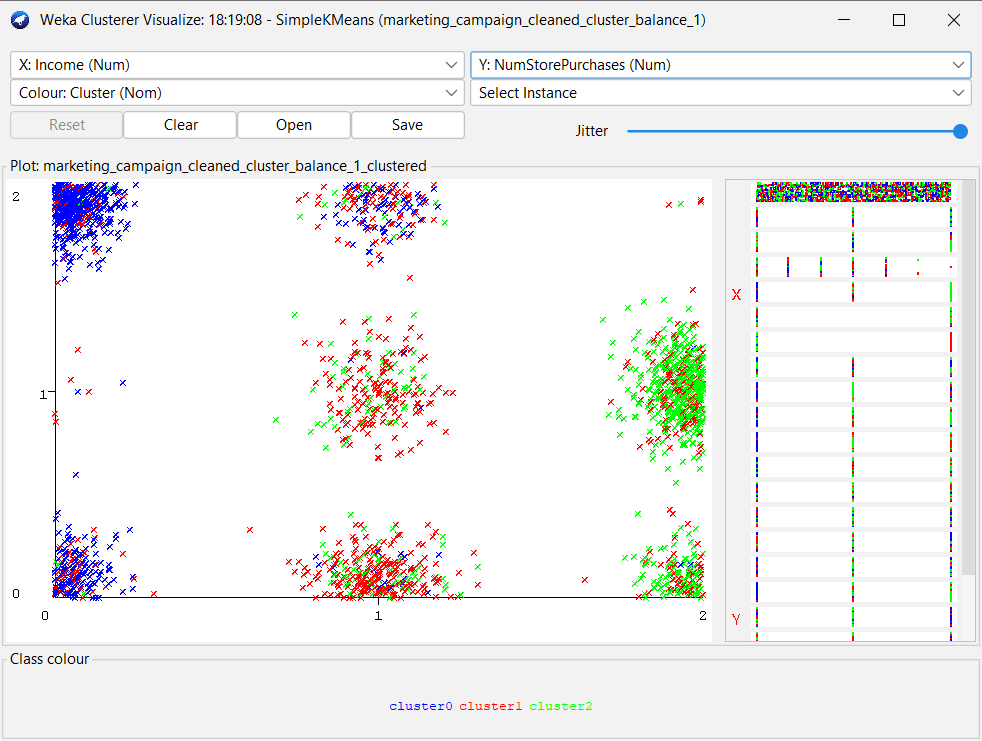 Weka Clusterer Visualize: 18:19:08 - SimpleKMeans (marketing_campaign_cleaned_cluster_balance_1)
X: Income (Num) Y: NumStorePurchases (Num)
Colour: Cluster (Nom) Select Instance
Reset Clear Open Save Jitter
Plot: marketing_campaign_cleaned_cluster_balance_1_clustered
2
X
1
0
Y
0 1 2
Class colour
cluster0 cluster1 cluster2